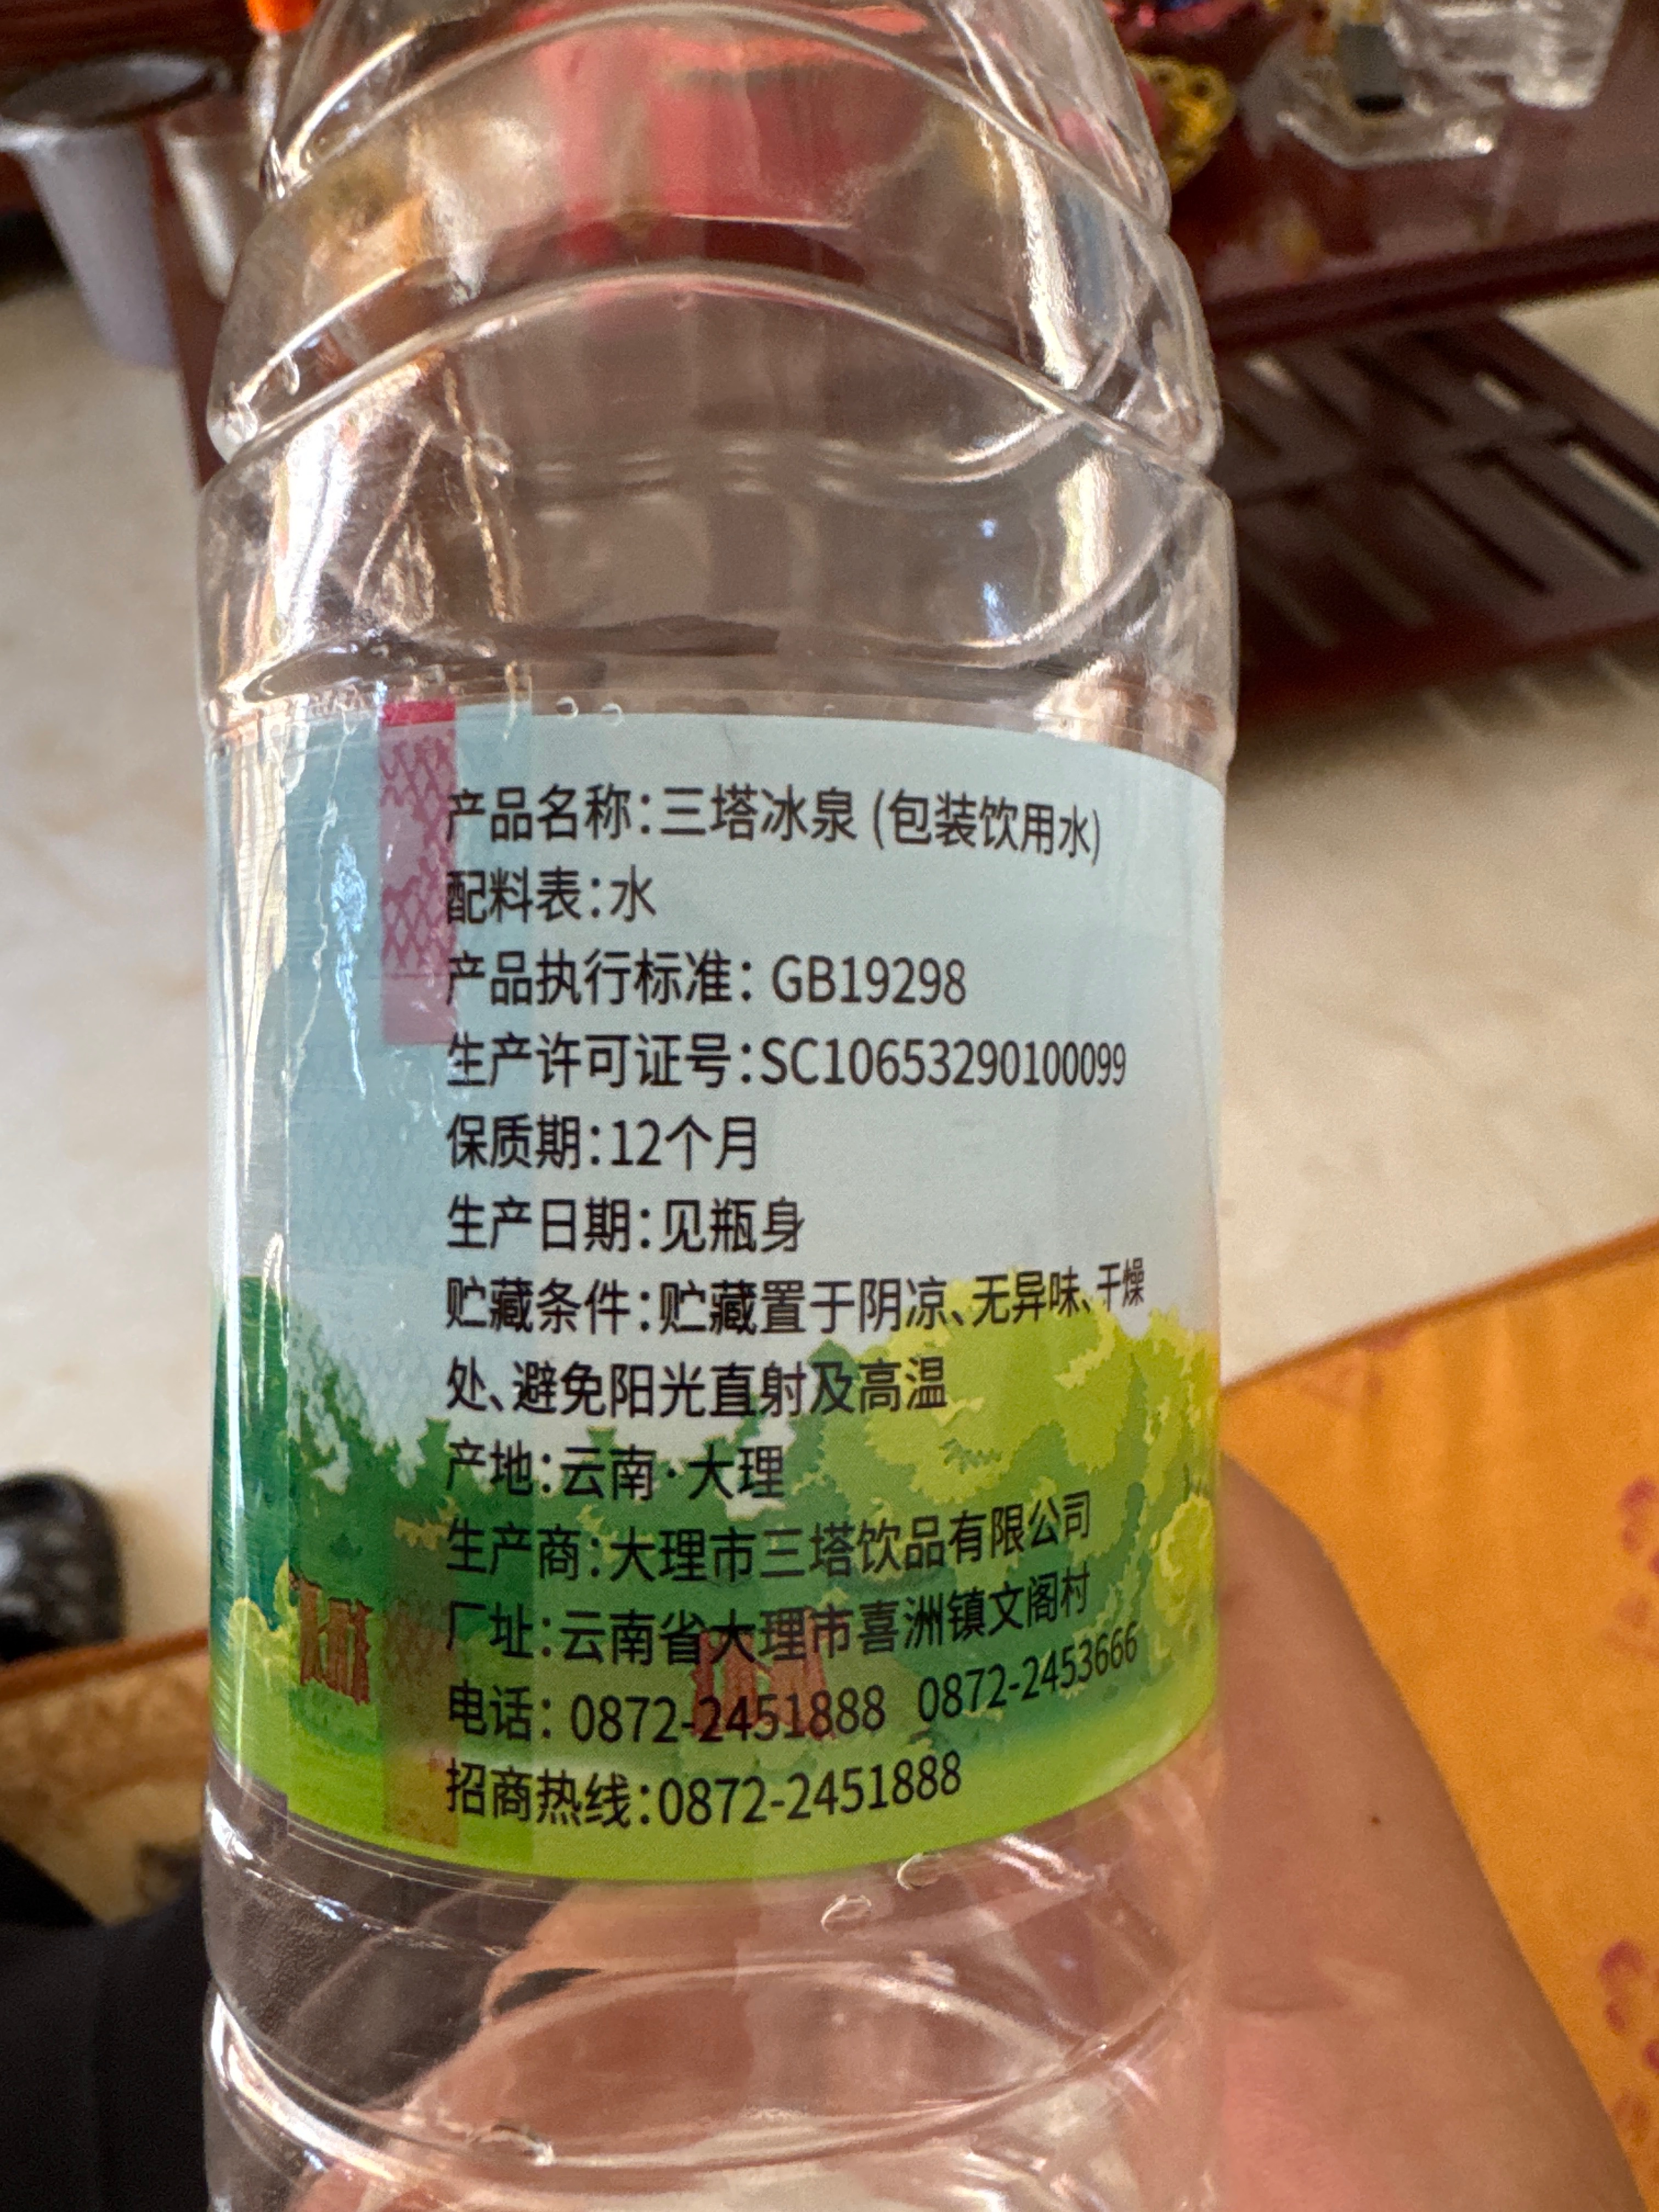 产品名称：三塔冰泉 (包装饮用水)
配料表：水
产品执行标准：GB19298
生产许可证号：SC10653290100099
保质期：12个月
生产日期：见瓶身
贮藏条件：贮藏置于阴凉、无异味、干燥
处、避免阳光直射及高温
产地：云南·大理
生产商：大理市三塔饮品有限公司
厂址：云南省大理市喜洲镇文阁村
电话：0872-2451888 0872-2453666
招商热线：0872-2451888